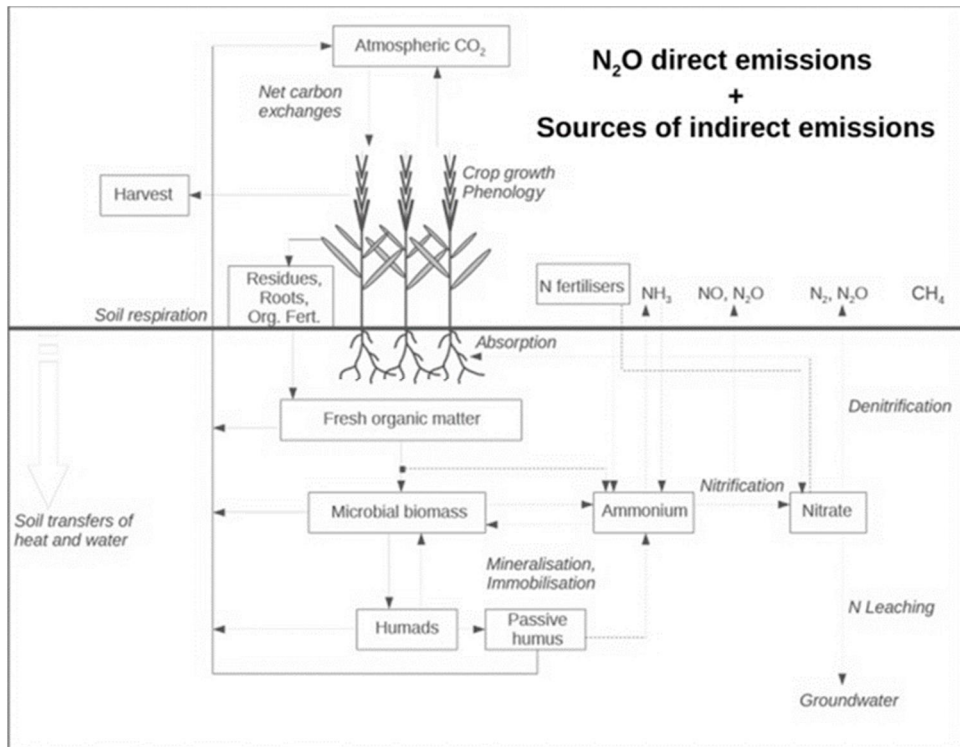 Atmospheric CO₂
N₂O direct emissions
+
Sources of indirect emissions
Net carbon
exchanges
Crop growth
Phenology
Harvest
Residues,
Roots,
Org. Fert.
N fertilisers
NH₃
NO, N₂O
N₂, N₂O
CH₄
Soil respiration
Absorption
Fresh organic matter
Denitrification
Nitrification
Microbial biomass
Ammonium
Nitrate
Soil transfers of
heat and water
Mineralisation,
Immobilisation
N Leaching
Humads
Passive
humus
Groundwater